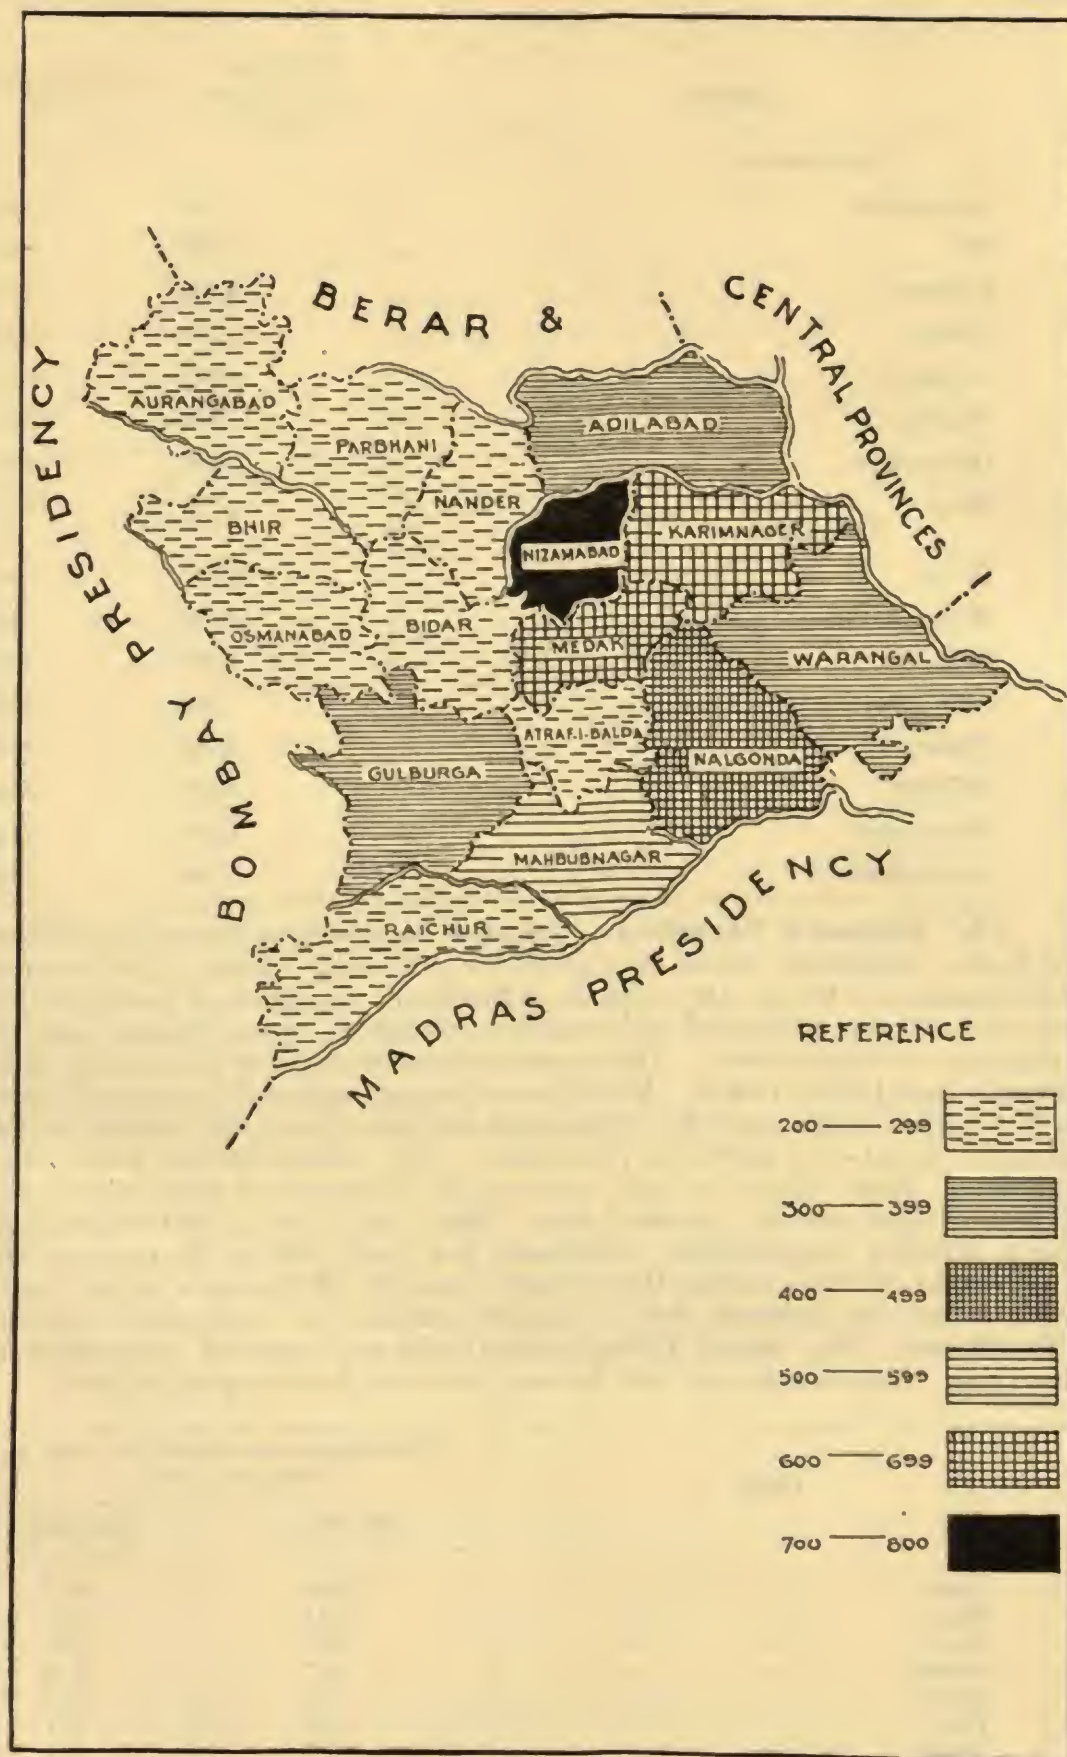 BERAR &
CENTRAL PROVINCES
BOMBAY PRESIDENCY
AURANGABAD
PARBHANI
ADILABAD
NANDER
BHIR
KARIMNAGER
NIZAMABAD
OSMANABAD
BIDAR
MEDAK
WARANGAL
ATRAF-I-BALDA
NALGONDA
GULBURGA
MAHBUBNAGAR
RAICHUR
MADRAS PRESIDENCY
REFERENCE
200 — 299
300 — 399
400 — 499
500 — 599
600 — 699
700 — 800